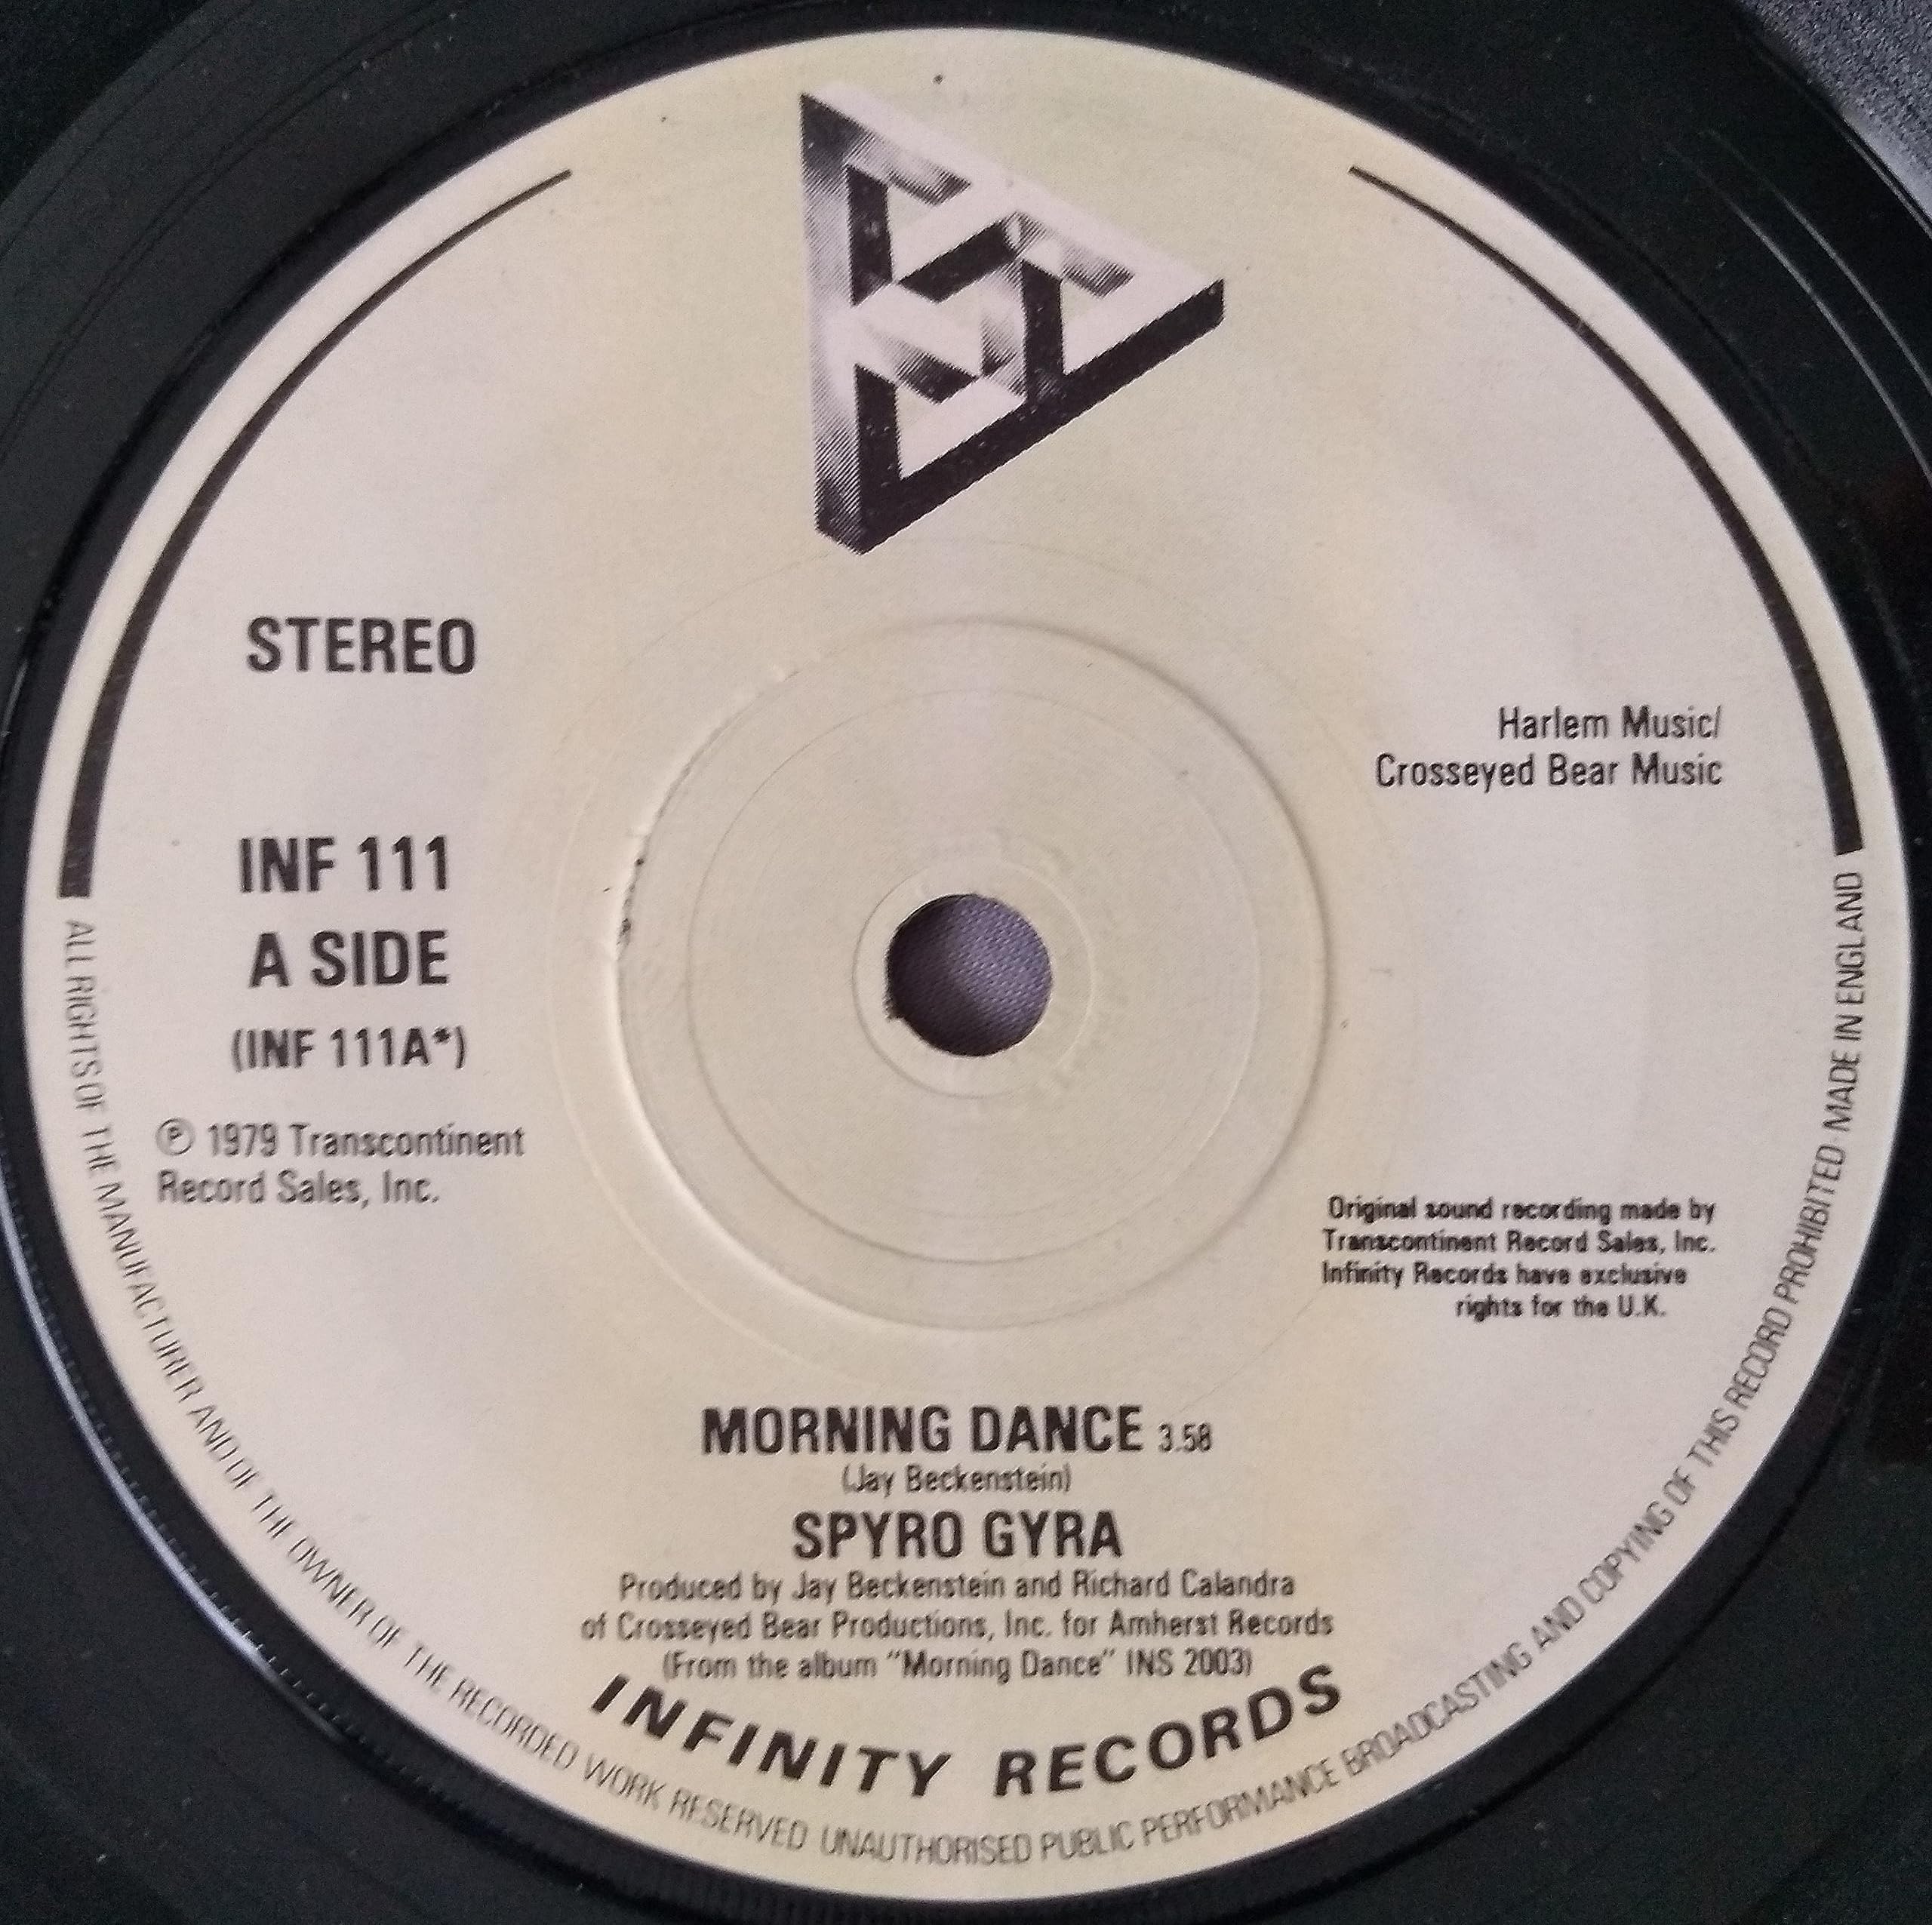 STEREO
Harlem Music/
Crosseyed Bear Music
INF 111
A SIDE
(INF 111A*)
℗ 1979 Transcontinent
Record Sales, Inc.
Original sound recording made by
Transcontinent Record Sales, Inc.
Infinity Records have exclusive
rights for the U.K.
MORNING DANCE 3.58
(Jay Beckenstein)
SPYRO GYRA
Produced by Jay Beckenstein and Richard Calandra
of Crosseyed Bear Productions, Inc. for Amherst Records
(From the album "Morning Dance" INS 2003)
INFINITY RECORDS
ALL RIGHTS OF THE MANUFACTURER AND OF THE OWNER OF THE RECORDED WORK RESERVED UNAUTHORISED PUBLIC PERFORMANCE BROADCASTING AND COPYING OF THIS RECORD PROHIBITED MADE IN ENGLAND